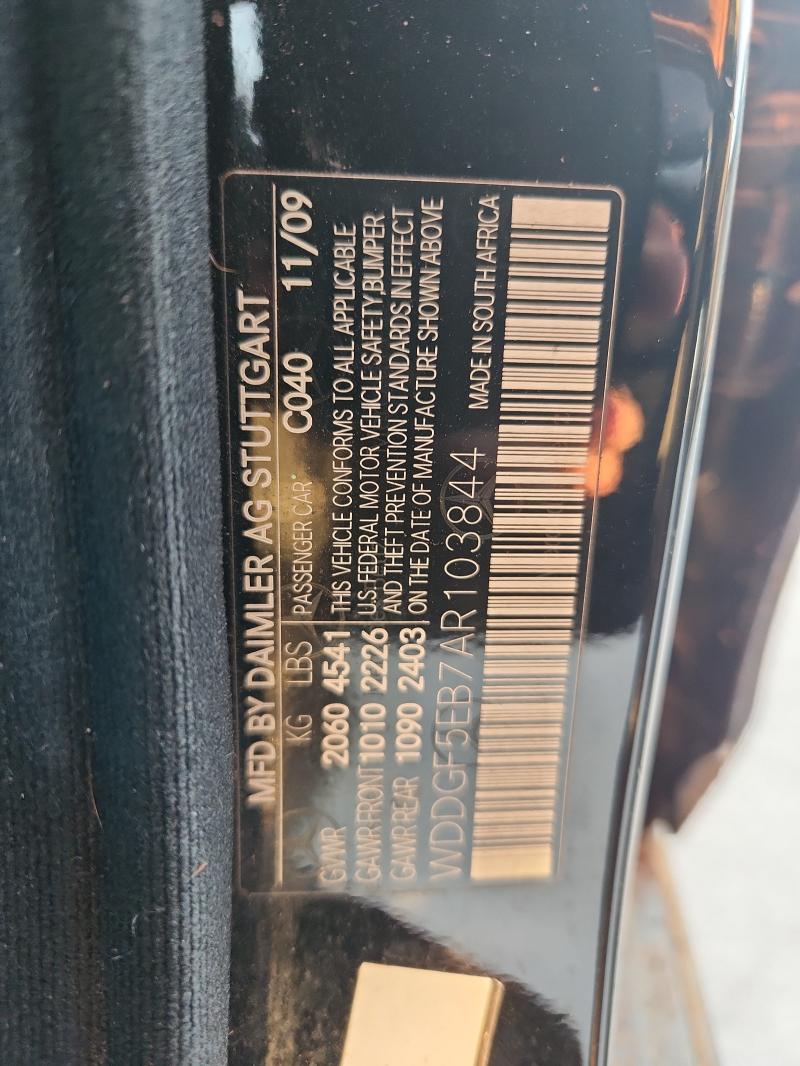 MFD BY DAIMLER AG STUTTGART
KG LBS PASSENGER CAR C040 11/09
GVWR 2060 4541 THIS VEHICLE CONFORMS TO ALL APPLICABLE
GAWR FRONT 1010 2226 U.S. FEDERAL MOTOR VEHICLE SAFETY, BUMPER
GAWR REAR 1090 2403 AND THEFT PREVENTION STANDARDS IN EFFECT
ON THE DATE OF MANUFACTURE SHOWN ABOVE
WDDGF5EB7AR103844 MADE IN SOUTH AFRICA